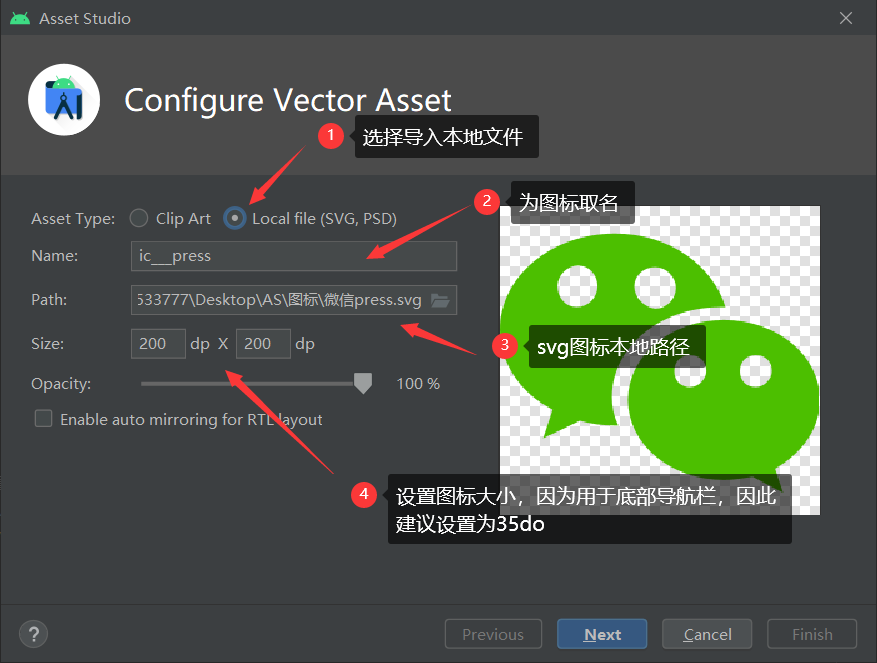 Asset Studio
Configure Vector Asset
1 选择导入本地文件
2 为图标取名
Asset Type: Clip Art Local file (SVG, PSD)
Name: ic___press
Path: 533777\Desktop\AS\图标\微信press.svg
3 svg图标本地路径
Size: 200 dp X 200 dp
Opacity: 100 %
Enable auto mirroring for RTL layout
4 设置图标大小，因为用于底部导航栏，因此
建议设置为35do
? Previous Next Cancel Finish